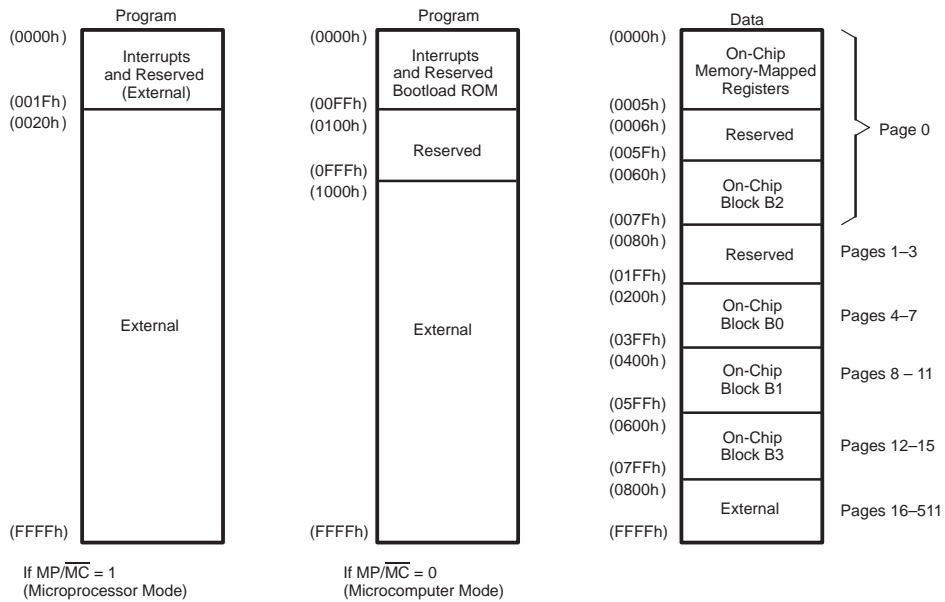 Program
(0000h)
Interrupts
and Reserved
(External)
(001Fh)
(0020h)
External
(FFFFh)
If MP/MC = 1
(Microprocessor Mode)
Program
(0000h)
Interrupts
and Reserved
Bootload ROM
(00FFh)
(0100h)
Reserved
(0FFFh)
(1000h)
External
(FFFFh)
If MP/MC = 0
(Microcomputer Mode)
Data
(0000h)
On-Chip
Memory-Mapped
Registers
(0005h)
(0006h)
Reserved
(005Fh)
(0060h)
On-Chip
Block B2
(007Fh)
Page 0
(0080h)
Reserved
(01FFh)
Pages 1–3
(0200h)
On-Chip
Block B0
(03FFh)
Pages 4–7
(0400h)
On-Chip
Block B1
(05FFh)
Pages 8 – 11
(0600h)
On-Chip
Block B3
(07FFh)
Pages 12–15
(0800h)
External
(FFFFh)
Pages 16–511